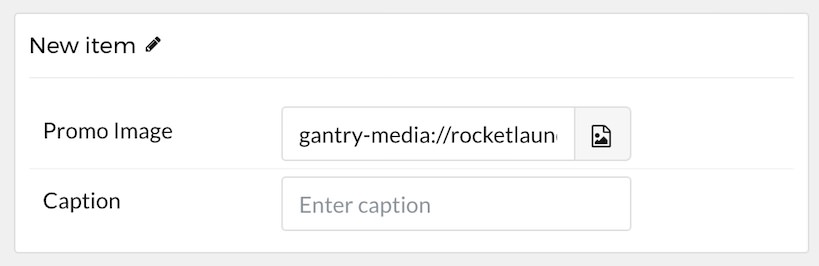 New item
Promo Image
gantry-media://rocketlaun
Caption
Enter caption